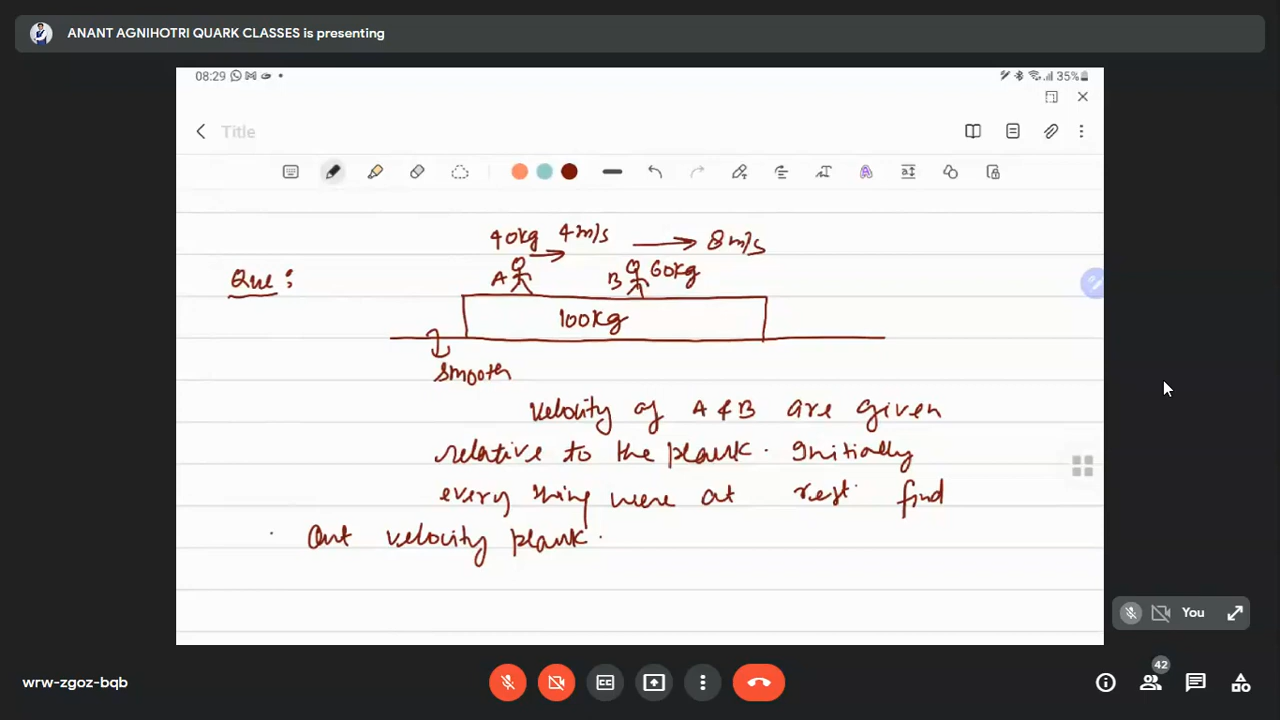 ANANT AGNIHOTRI QUARK CLASSES is presenting
08:29 35%
Title
40kg 4m/s 8m/s
Que: A B 60kg
100kg
smooth
velocity of A & B are given
relative to the plank. Initially
every thing were at rest find
Out velocity plank.
You
wrw-zgoz-bqb
CC
42